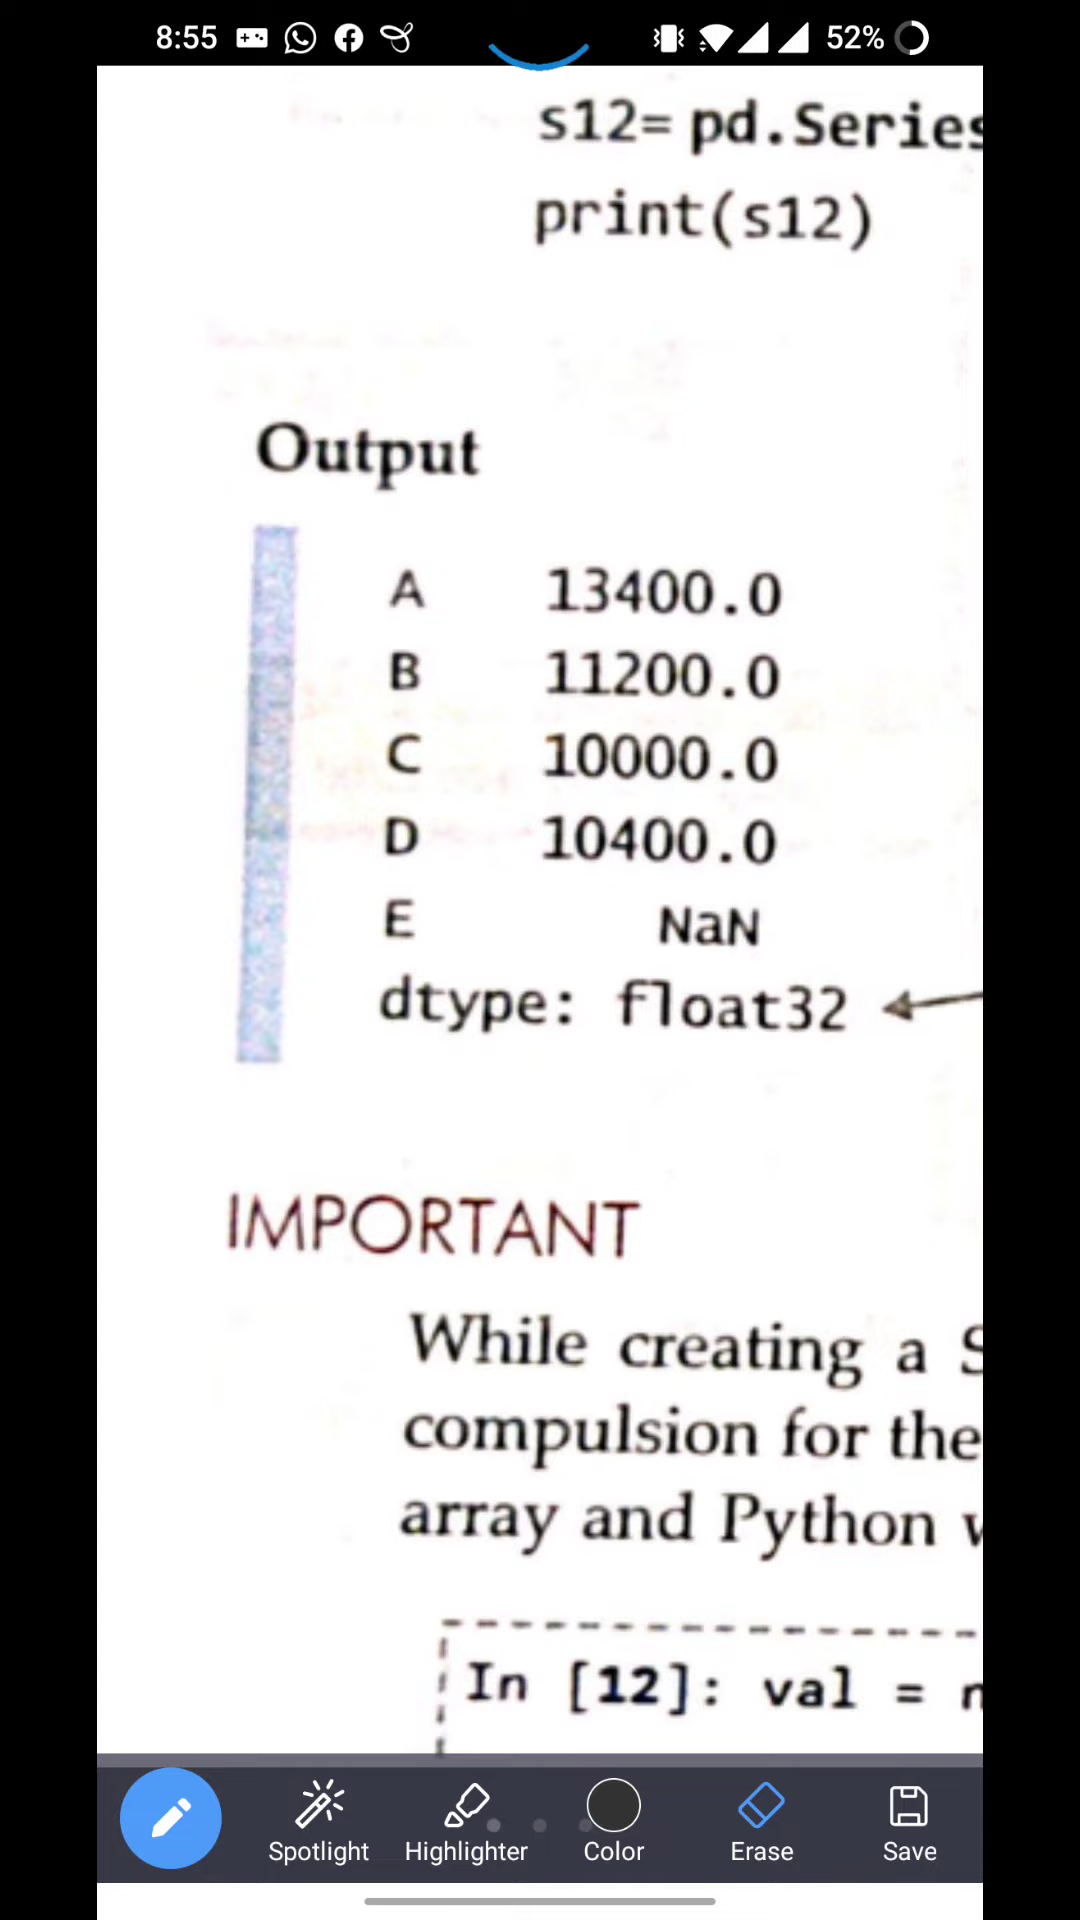 8:55 52%
s12= pd.Series
print(s12)
Output
A 13400.0
B 11200.0
C 10000.0
D 10400.0
E NaN
dtype: float32
IMPORTANT
While creating a S
compulsion for the
array and Python w
In [12]: val = n
Spotlight Highlighter Color Erase Save